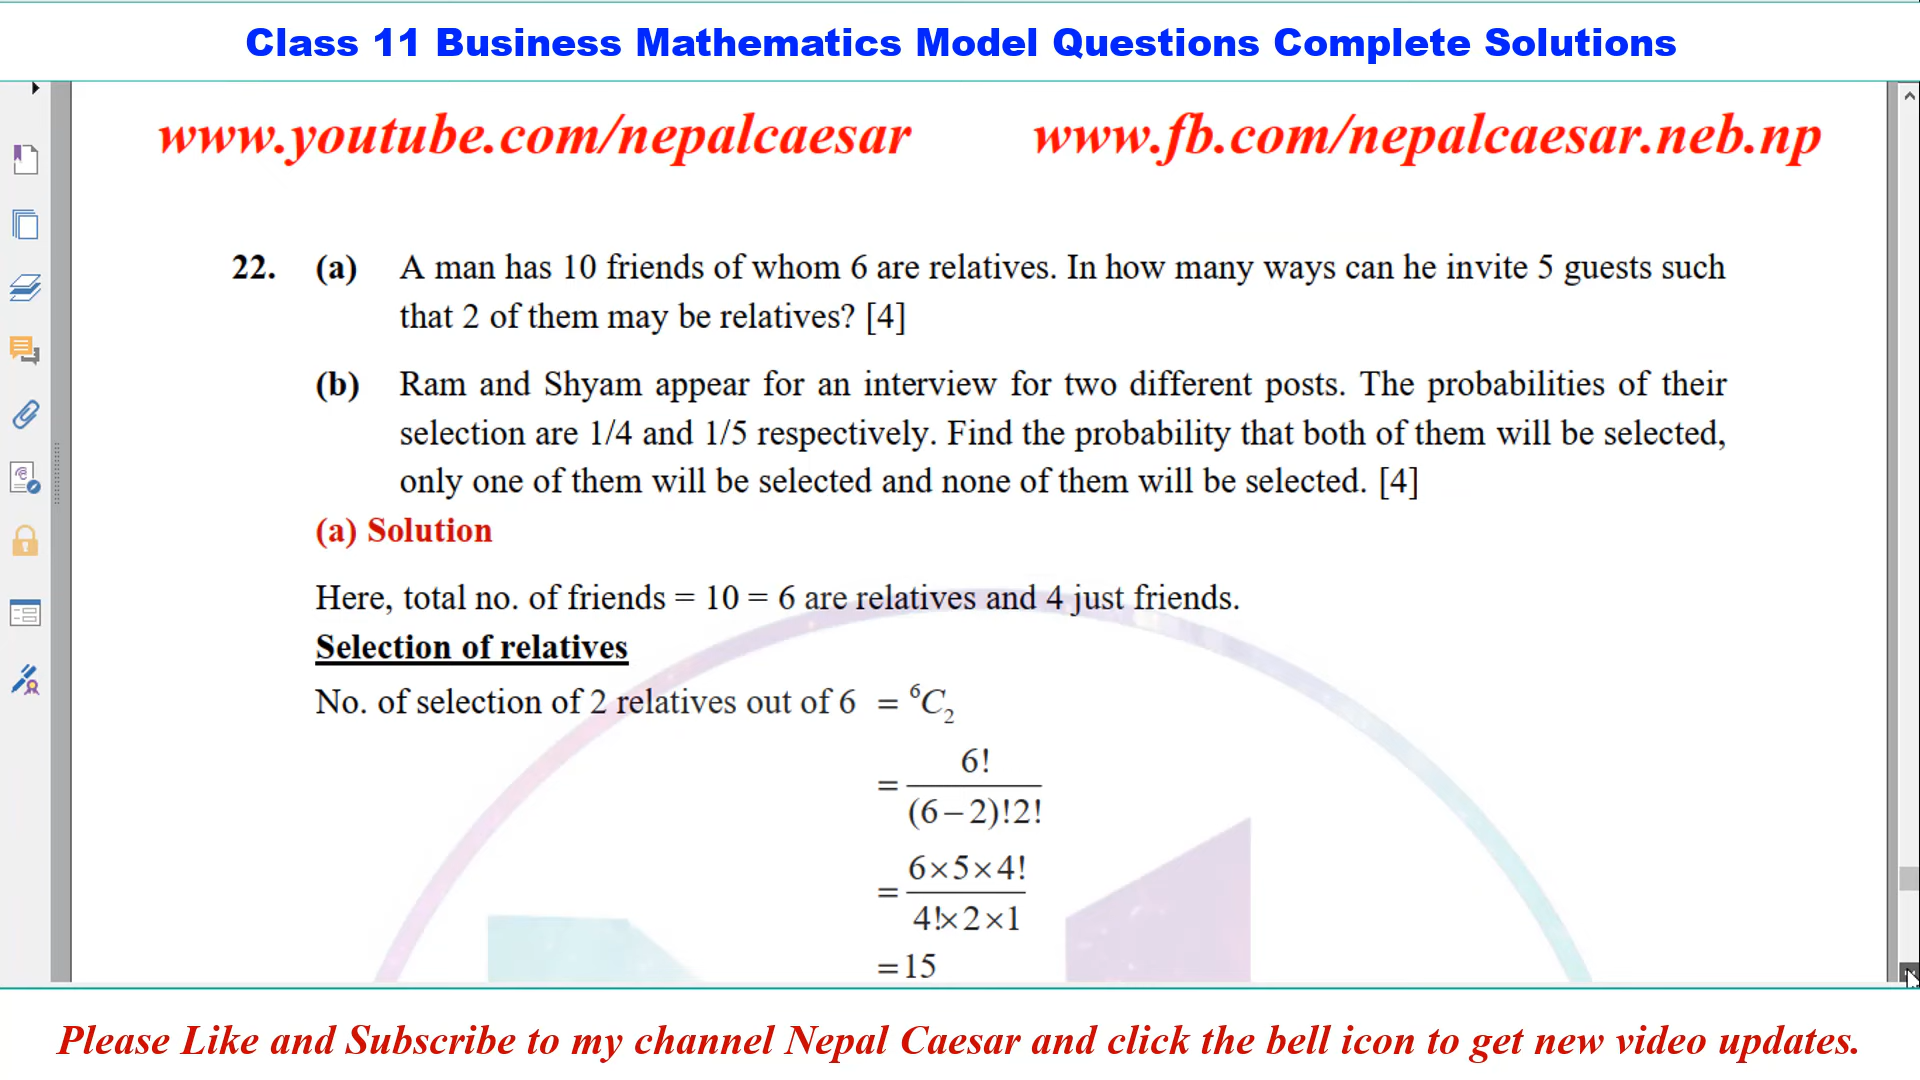 Class 11 Business Mathematics Model Questions Complete Solutions
www.youtube.com/nepalcaesar www.fb.com/nepalcaesar.neb.np
22. (a) A man has 10 friends of whom 6 are relatives. In how many ways can he invite 5 guests such
that 2 of them may be relatives? [4]
(b) Ram and Shyam appear for an interview for two different posts. The probabilities of their
selection are 1/4 and 1/5 respectively. Find the probability that both of them will be selected,
only one of them will be selected and none of them will be selected. [4]
(a) Solution
Here, total no. of friends = 10 = 6 are relatives and 4 just friends.
Selection of relatives
No. of selection of 2 relatives out of 6 = ⁶C₂
6!
=
(6−2)!2!
6×5×4!
=
4!×2×1
=15
Please Like and Subscribe to my channel Nepal Caesar and click the bell icon to get new video updates.